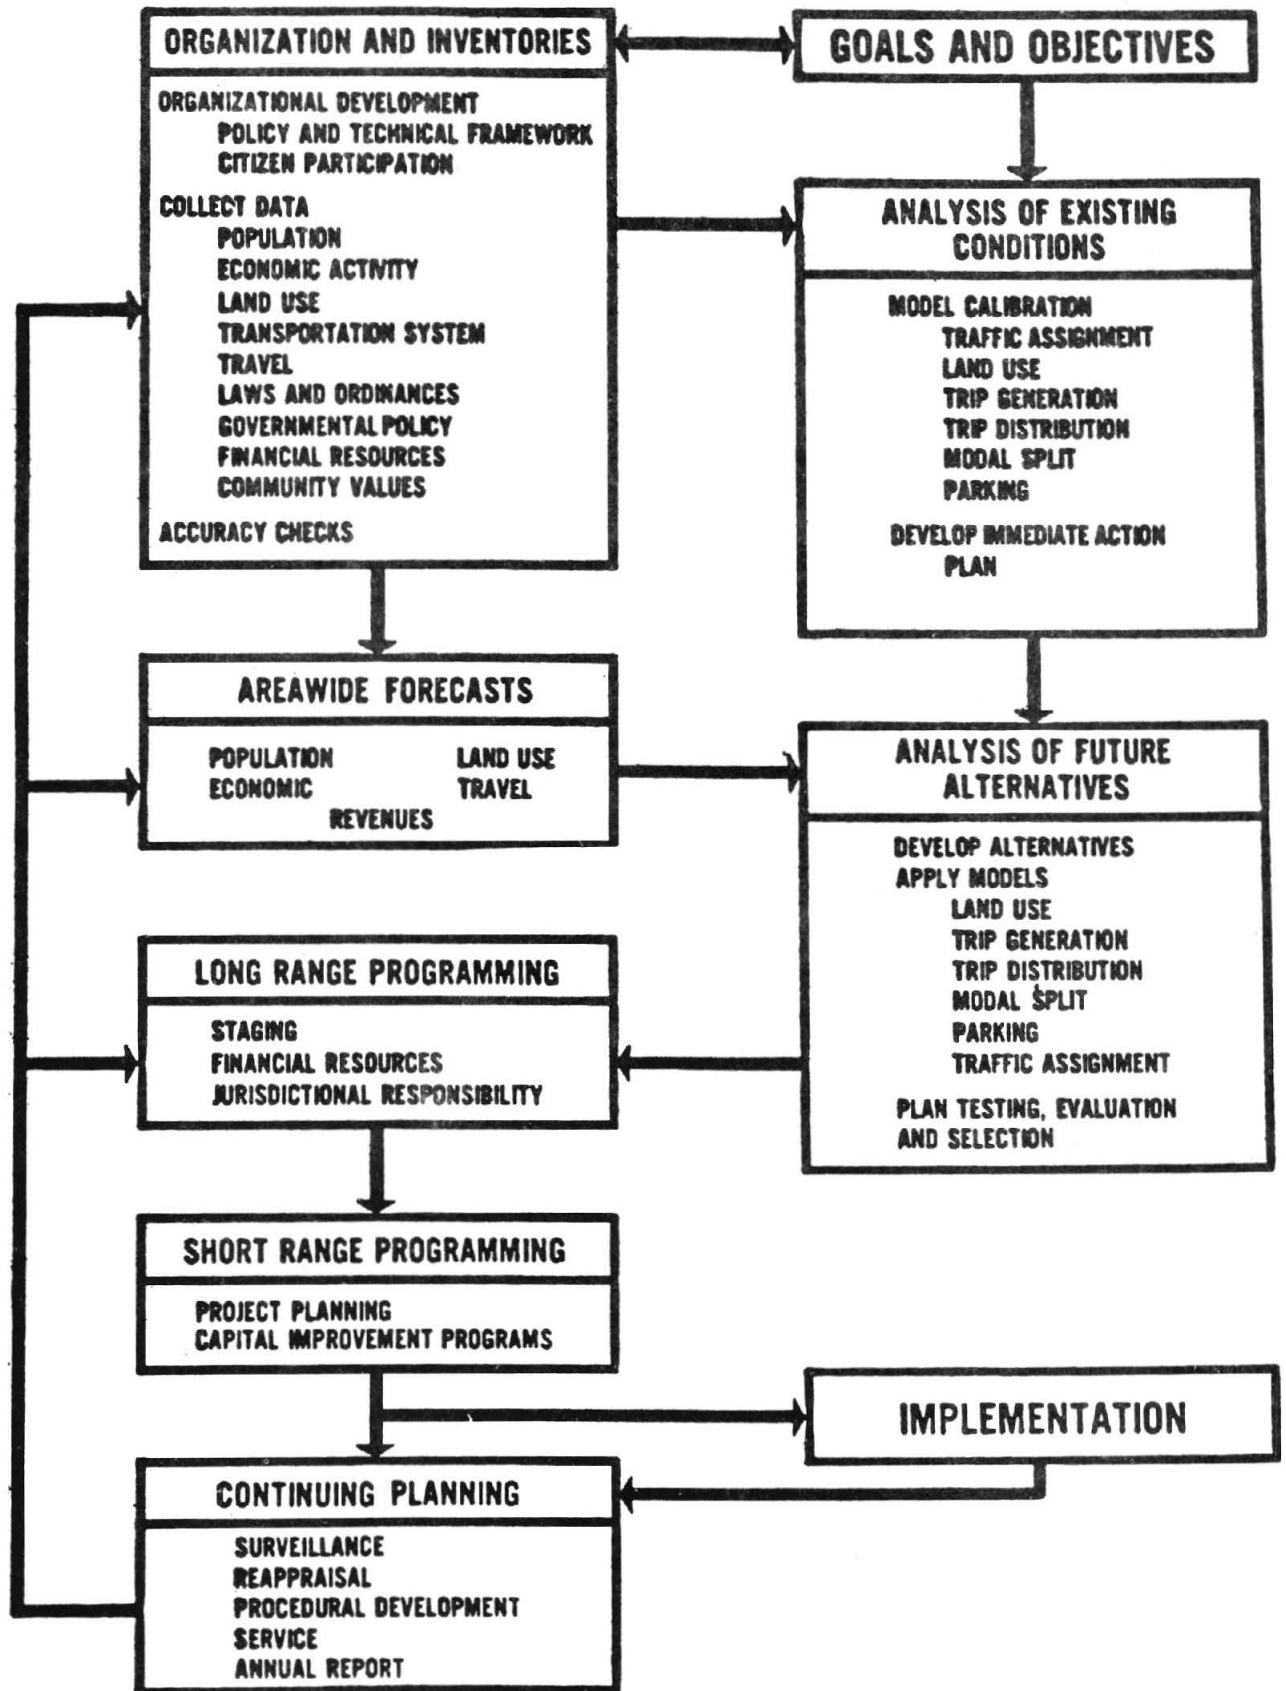 ORGANIZATION AND INVENTORIES
ORGANIZATIONAL DEVELOPMENT
POLICY AND TECHNICAL FRAMEWORK
CITIZEN PARTICIPATION
COLLECT DATA
POPULATION
ECONOMIC ACTIVITY
LAND USE
TRANSPORTATION SYSTEM
TRAVEL
LAWS AND ORDINANCES
GOVERNMENTAL POLICY
FINANCIAL RESOURCES
COMMUNITY VALUES
ACCURACY CHECKS
GOALS AND OBJECTIVES
ANALYSIS OF EXISTING
CONDITIONS
MODEL CALIBRATION
TRAFFIC ASSIGNMENT
LAND USE
TRIP GENERATION
TRIP DISTRIBUTION
MODAL SPLIT
PARKING
DEVELOP IMMEDIATE ACTION
PLAN
AREAWIDE FORECASTS
POPULATION LAND USE
ECONOMIC TRAVEL
REVENUES
ANALYSIS OF FUTURE
ALTERNATIVES
DEVELOP ALTERNATIVES
APPLY MODELS
LAND USE
TRIP GENERATION
TRIP DISTRIBUTION
MODAL SPLIT
PARKING
TRAFFIC ASSIGNMENT
PLAN TESTING, EVALUATION
AND SELECTION
LONG RANGE PROGRAMMING
STAGING
FINANCIAL RESOURCES
JURISDICTIONAL RESPONSIBILITY
SHORT RANGE PROGRAMMING
PROJECT PLANNING
CAPITAL IMPROVEMENT PROGRAMS
IMPLEMENTATION
CONTINUING PLANNING
SURVEILLANCE
REAPPRAISAL
PROCEDURAL DEVELOPMENT
SERVICE
ANNUAL REPORT